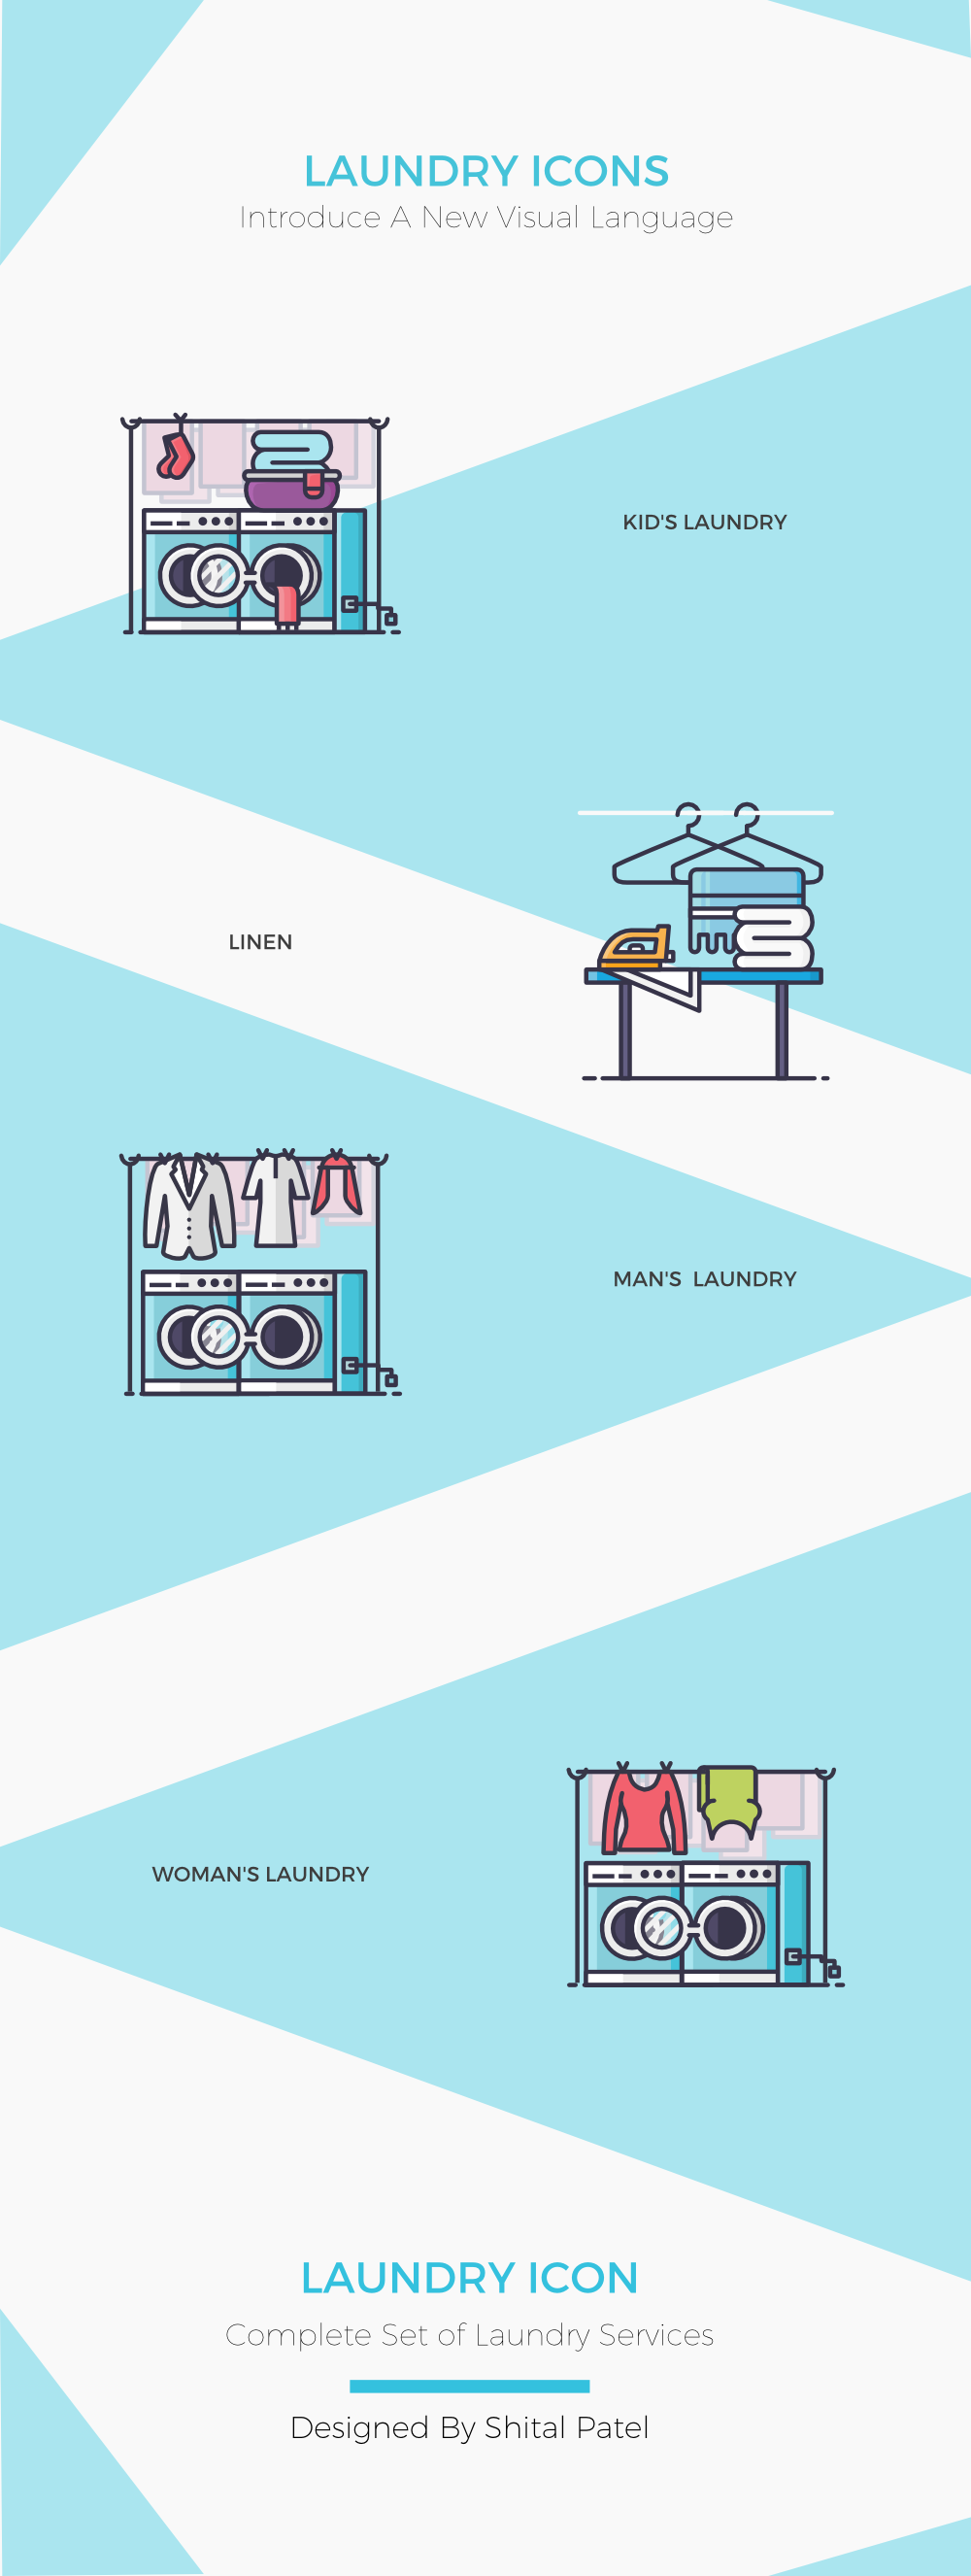 LAUNDRY ICONS
Introduce A New Visual Language
KID'S LAUNDRY
LINEN
MAN'S  LAUNDRY
WOMAN'S LAUNDRY
LAUNDRY ICON
Complete Set of Laundry Services
Designed By Shital Patel